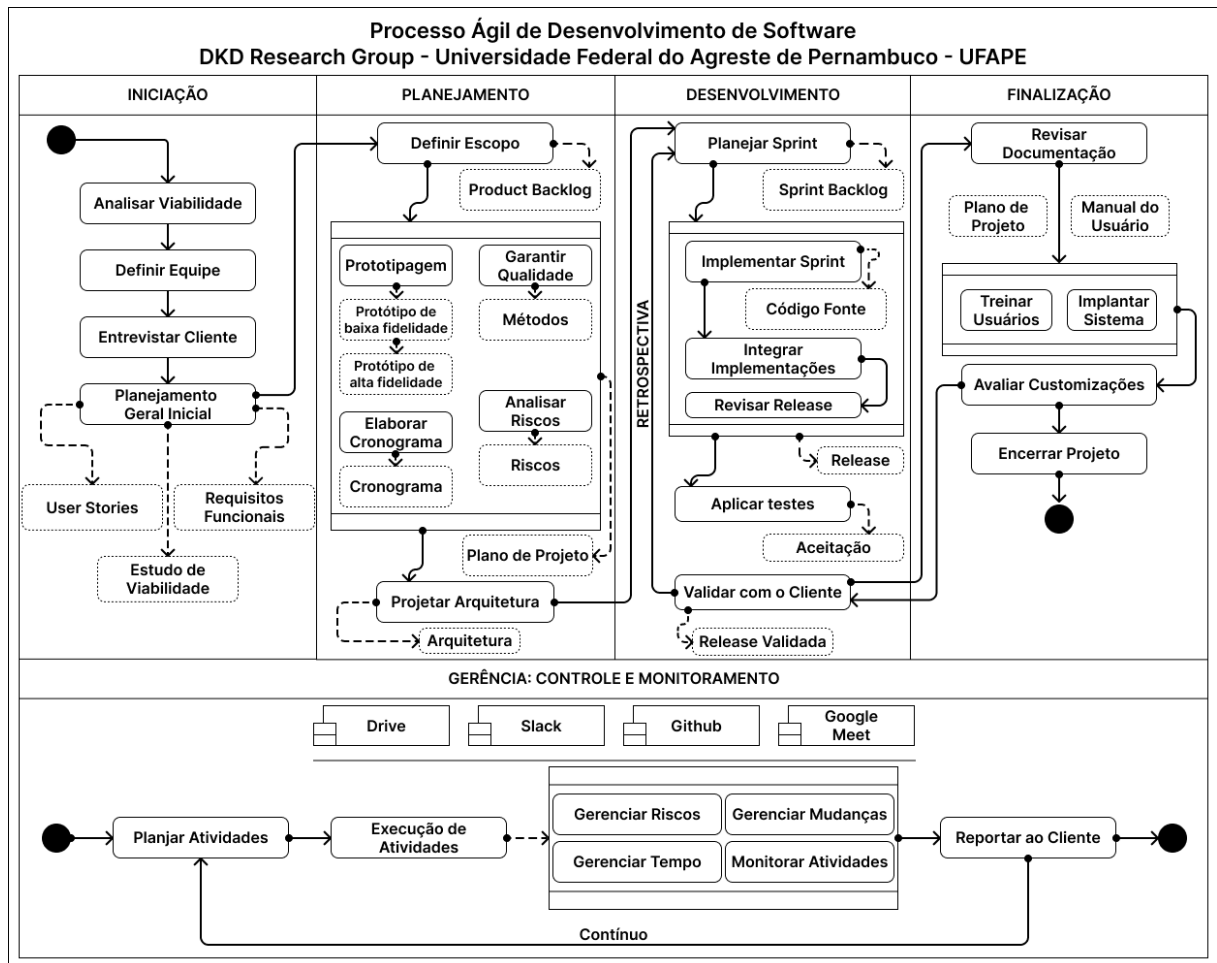 Processo Ágil de Desenvolvimento de Software
DKD Research Group - Universidade Federal do Agreste de Pernambuco - UFAPE
INICIAÇÃO
Analisar Viabilidade
Definir Equipe
Entrevistar Cliente
Planejamento
Geral Inicial
User Stories
Requisitos
Funcionais
Estudo de
Viabilidade
PLANEJAMENTO
Definir Escopo
Product Backlog
Prototipagem
Protótipo de
baixa fidelidade
Protótipo de
alta fidelidade
Garantir
Qualidade
Métodos
Elaborar
Cronograma
Cronograma
Analisar
Riscos
Riscos
Plano de Projeto
Projetar Arquitetura
Arquitetura
DESENVOLVIMENTO
RETROSPECTIVA
Planejar Sprint
Sprint Backlog
Implementar Sprint
Código Fonte
Integrar
Implementações
Revisar Release
Release
Aplicar testes
Aceitação
Validar com o Cliente
Release Validada
FINALIZAÇÃO
Revisar
Documentação
Plano de
Projeto
Manual do
Usuário
Treinar
Usuários
Implantar
Sistema
Avaliar Customizações
Encerrar Projeto
GERÊNCIA: CONTROLE E MONITORAMENTO
Drive
Slack
Github
Google
Meet
Planjar Atividades
Execução de
Atividades
Gerenciar Riscos
Gerenciar Mudanças
Gerenciar Tempo
Monitorar Atividades
Reportar ao Cliente
Contínuo